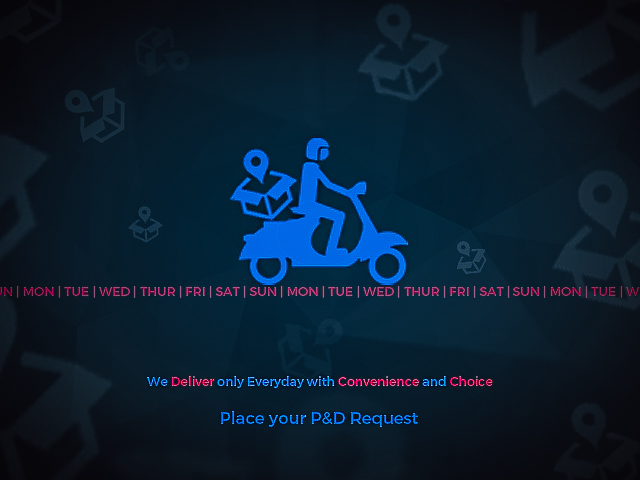 UN | MON | TUE | WED | THUR | FRI | SAT | SUN | MON | TUE | WED | THUR | FRI | SAT | SUN | MON | TUE | W
We Deliver only Everyday with Convenience and Choice
Place your P&D Request